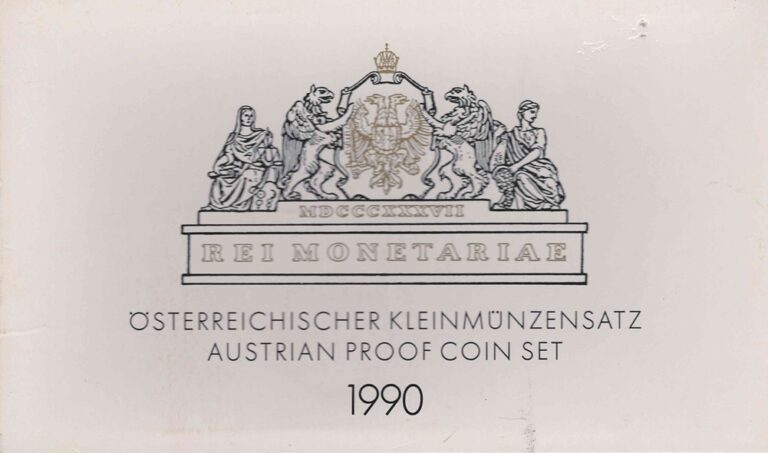 MDCCCXXXVII
REI MONETARIAE
ÖSTERREICHISCHER KLEINMÜNZENSATZ
AUSTRIAN PROOF COIN SET
1990